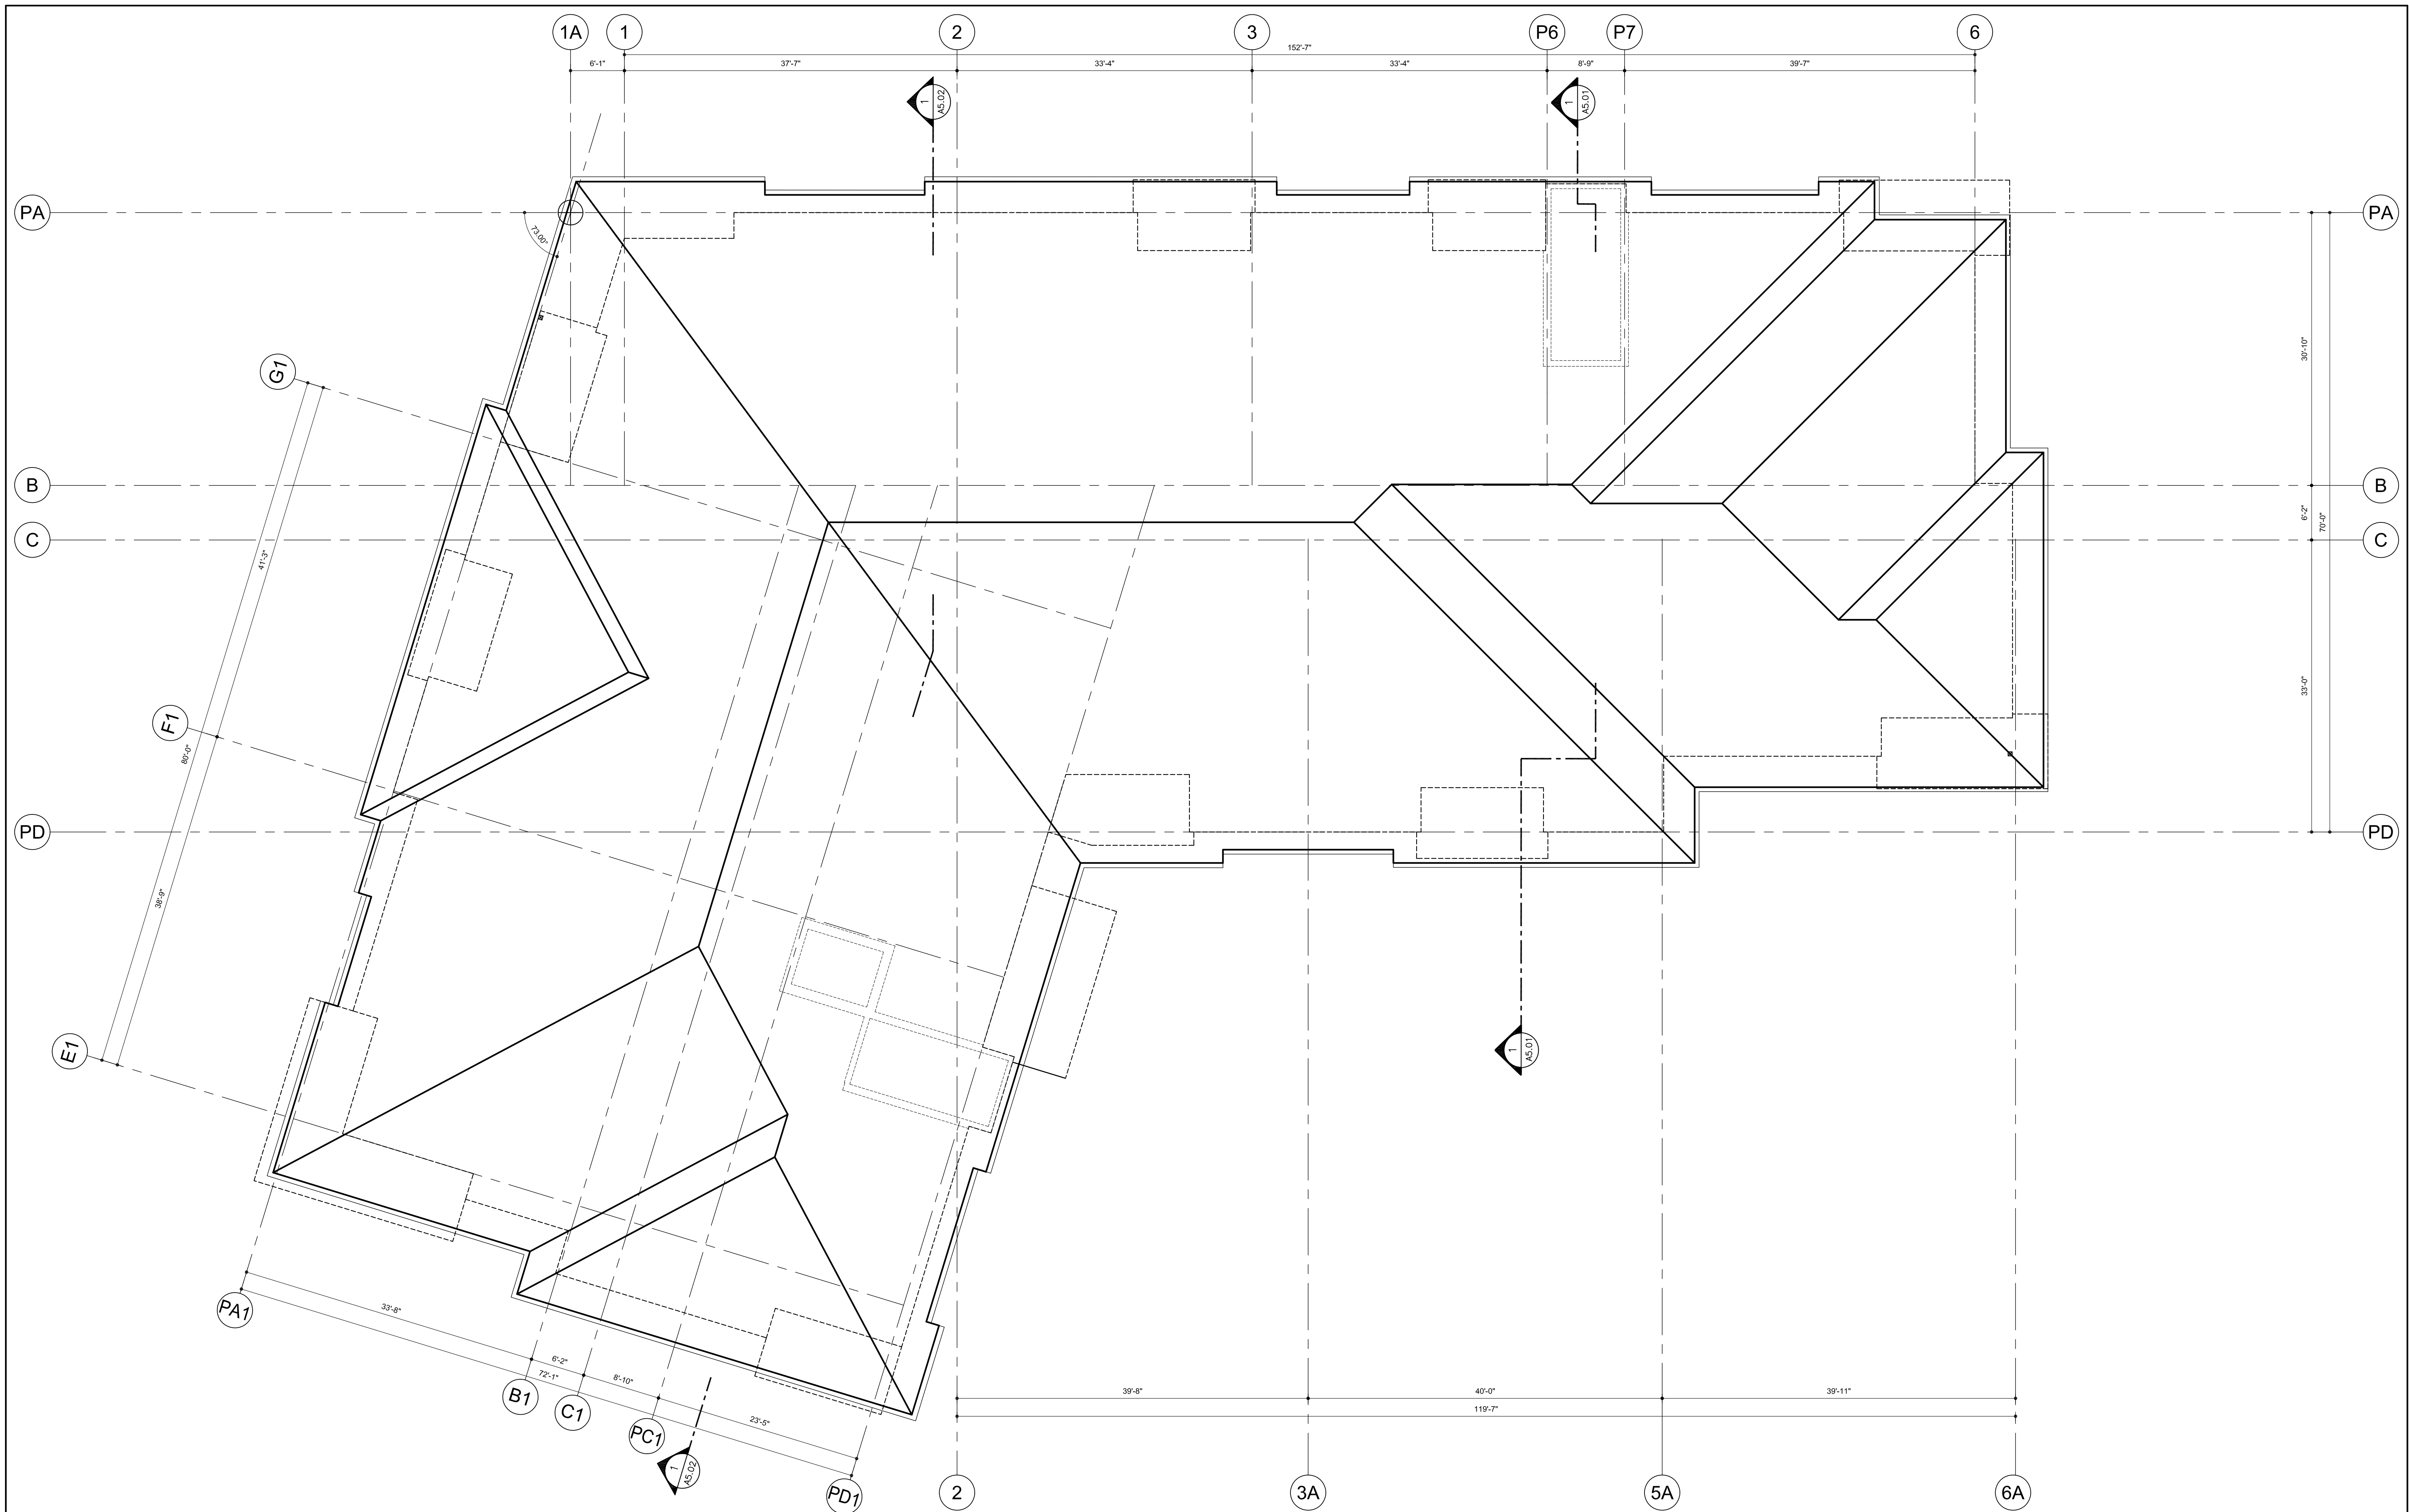 1A
1
2
3
P6
P7
6
152'-7"
6'-1"
37'-7"
33'-4"
33'-4"
8'-9"
39'-7"
1
A5.02
1
A5.01
PA
PA
73.00°
30'-10"
G1
B
B
6'-2"
70'-0"
C
C
41'-3"
33'-0"
F1
80'-0"
PD
PD
38'-9"
E1
1
A5.01
PA1
33'-8"
6'-2"
72'-1"
8'-10"
23'-5"
B1
C1
PC1
PD1
1
A5.02
39'-8"
40'-0"
39'-11"
119'-7"
2
3A
5A
6A